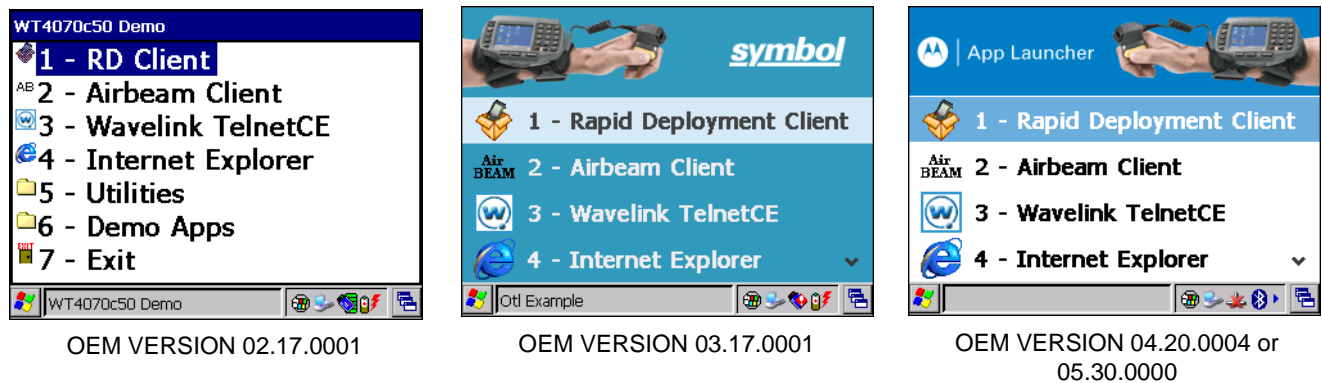 WT4070c50 Demo
1 - RD Client
AB 2 - Airbeam Client
3 - Wavelink TelnetCE
4 - Internet Explorer
5 - Utilities
6 - Demo Apps
EXIT 7 - Exit
WT4070c50 Demo
OEM VERSION 02.17.0001
symbol
1 - Rapid Deployment Client
Air
BEAM 2 - Airbeam Client
3 - Wavelink TelnetCE
4 - Internet Explorer
Otl Example
OEM VERSION 03.17.0001
App Launcher
1 - Rapid Deployment Client
Air
BEAM 2 - Airbeam Client
3 - Wavelink TelnetCE
4 - Internet Explorer
OEM VERSION 04.20.0004 or
05.30.0000